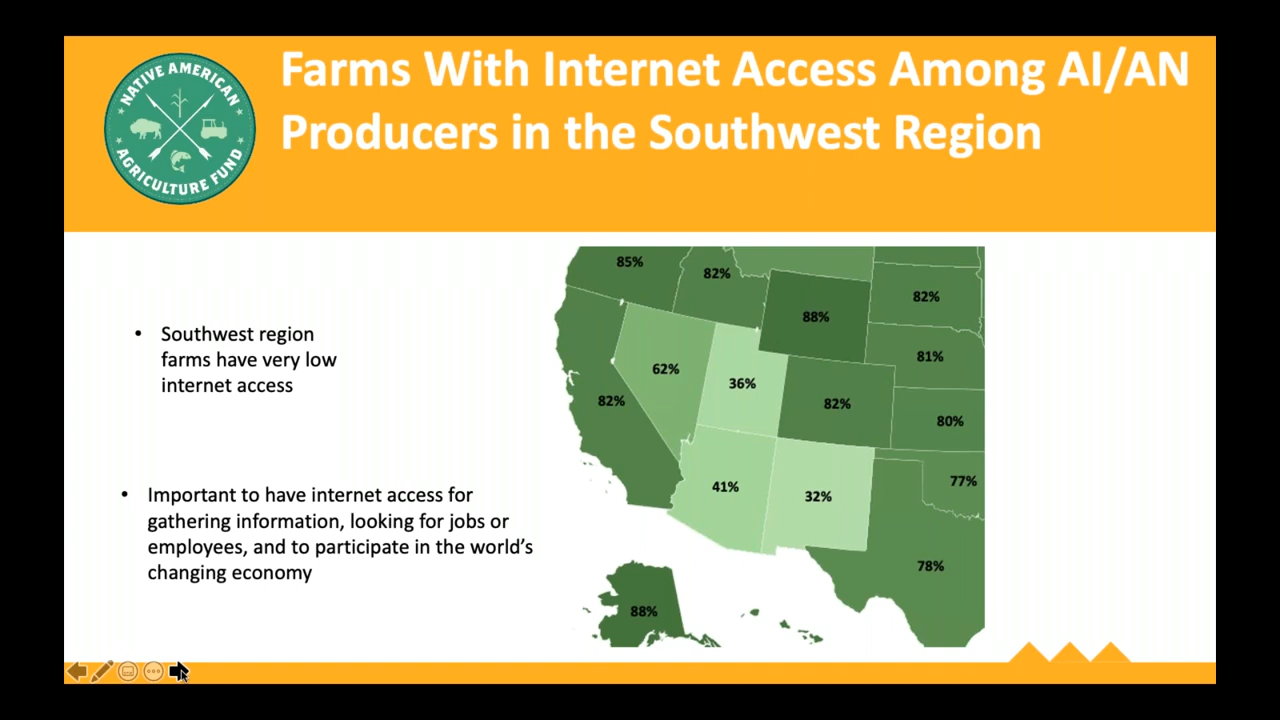 NATIVE AMERICAN
AGRICULTURE FUND
Farms With Internet Access Among AI/AN
Producers in the Southwest Region
• Southwest region
farms have very low
internet access
• Important to have internet access for
gathering information, looking for jobs or
employees, and to participate in the world’s
changing economy
85%
82%
88%
82%
81%
62%
36%
82%
82%
80%
41%
32%
77%
78%
88%